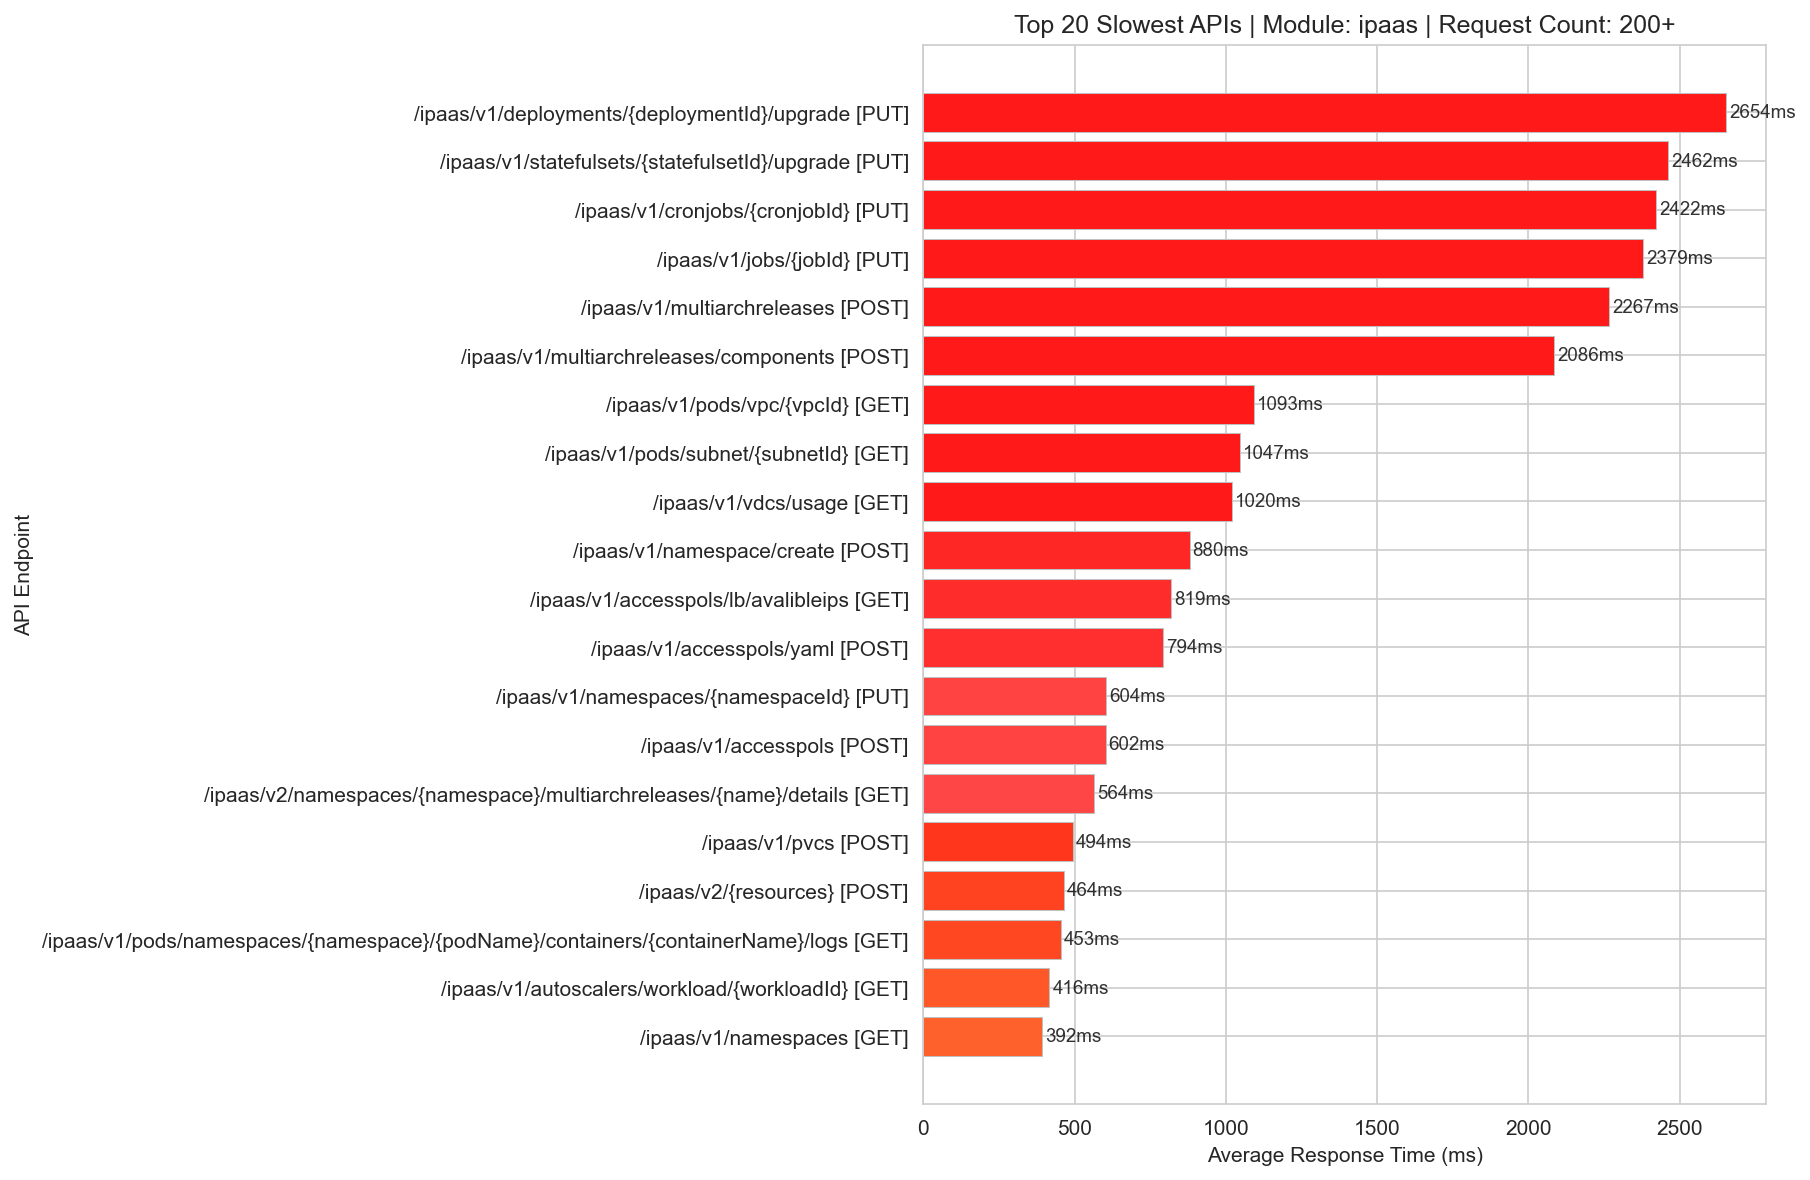 Top 20 Slowest APIs | Module: ipaas | Request Count: 200+
API Endpoint
/ipaas/v1/deployments/{deploymentId}/upgrade [PUT] 2654ms
/ipaas/v1/statefulsets/{statefulsetId}/upgrade [PUT] 2462ms
/ipaas/v1/cronjobs/{cronjobId} [PUT] 2422ms
/ipaas/v1/jobs/{jobId} [PUT] 2379ms
/ipaas/v1/multiarchreleases [POST] 2267ms
/ipaas/v1/multiarchreleases/components [POST] 2086ms
/ipaas/v1/pods/vpc/{vpcId} [GET] 1093ms
/ipaas/v1/pods/subnet/{subnetId} [GET] 1047ms
/ipaas/v1/vdcs/usage [GET] 1020ms
/ipaas/v1/namespace/create [POST] 880ms
/ipaas/v1/accesspols/lb/avalibleips [GET] 819ms
/ipaas/v1/accesspols/yaml [POST] 794ms
/ipaas/v1/namespaces/{namespaceId} [PUT] 604ms
/ipaas/v1/accesspols [POST] 602ms
/ipaas/v2/namespaces/{namespace}/multiarchreleases/{name}/details [GET] 564ms
/ipaas/v1/pvcs [POST] 494ms
/ipaas/v2/{resources} [POST] 464ms
/ipaas/v1/pods/namespaces/{namespace}/{podName}/containers/{containerName}/logs [GET] 453ms
/ipaas/v1/autoscalers/workload/{workloadId} [GET] 416ms
/ipaas/v1/namespaces [GET] 392ms
0 500 1000 1500 2000 2500
Average Response Time (ms)